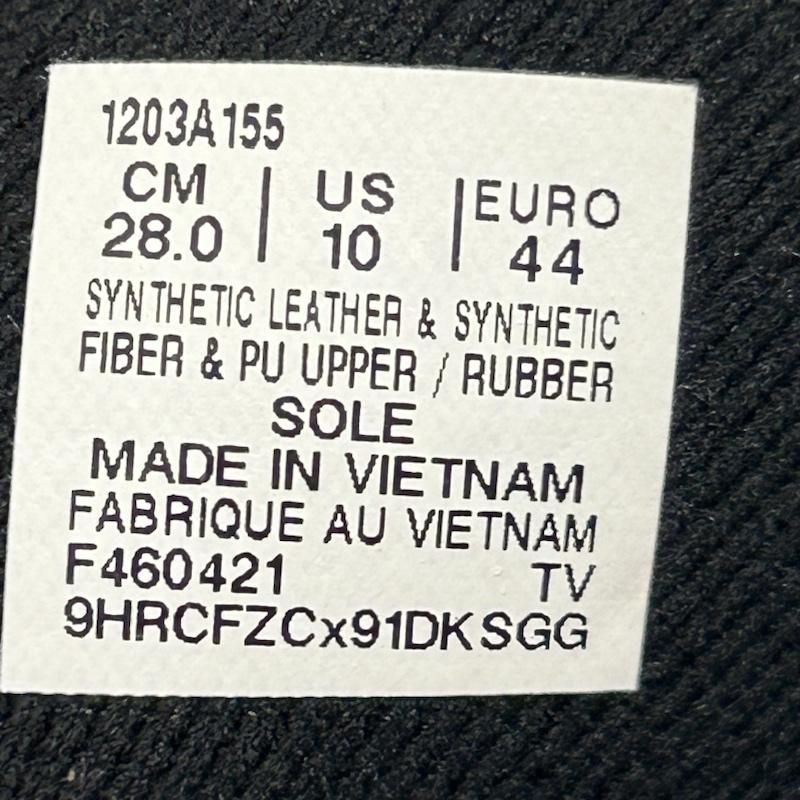 1203A155
CM | US | EURO
28.0 | 10 | 44
SYNTHETIC LEATHER & SYNTHETIC
FIBER & PU UPPER / RUBBER
SOLE
MADE IN VIETNAM
FABRIQUE AU VIETNAM
F460421 TV
9HRCFZCx91DKSGG